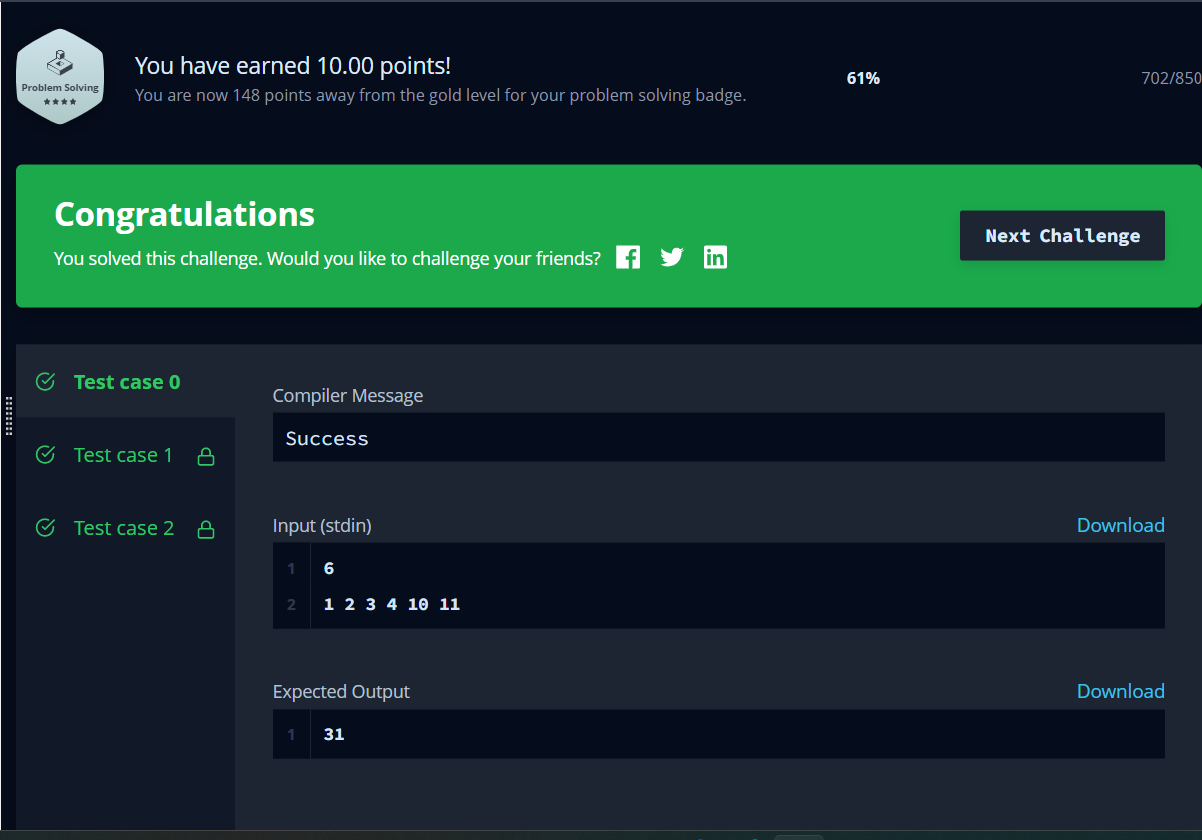 Problem Solving
You have earned 10.00 points!
You are now 148 points away from the gold level for your problem solving badge.
61%
702/850
Congratulations
You solved this challenge. Would you like to challenge your friends?
Next Challenge
Test case 0
Test case 1
Test case 2
Compiler Message
Success
Input (stdin)
Download
1 6
2 1 2 3 4 10 11
Expected Output
Download
1 31